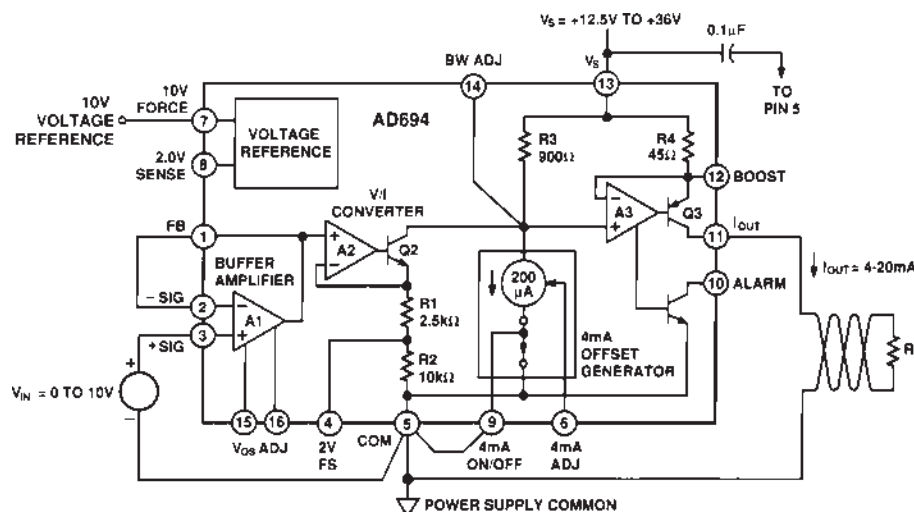 Vs = +12.5V TO +36V
0.1µF
TO
PIN 5
BW ADJ
14
Vs
13
10V
FORCE
10V
VOLTAGE
REFERENCE
7
VOLTAGE
REFERENCE
2.0V
SENSE
8
AD694
R3
900Ω
R4
45Ω
12
BOOST
V/I
CONVERTER
A2
Q2
A3
Q3
IOUT
11
FB
1
BUFFER
AMPLIFIER
200
µA
10
ALARM
IOUT = 4-20mA
– SIG
2
A1
R1
2.5kΩ
3
+SIG
4mA
OFFSET
GENERATOR
R2
10kΩ
+
VIN = 0 TO 10V
–
15
16
4
5
9
6
VOS ADJ
2V
FS
COM
4mA
ON/OFF
4mA
ADJ
POWER SUPPLY COMMON